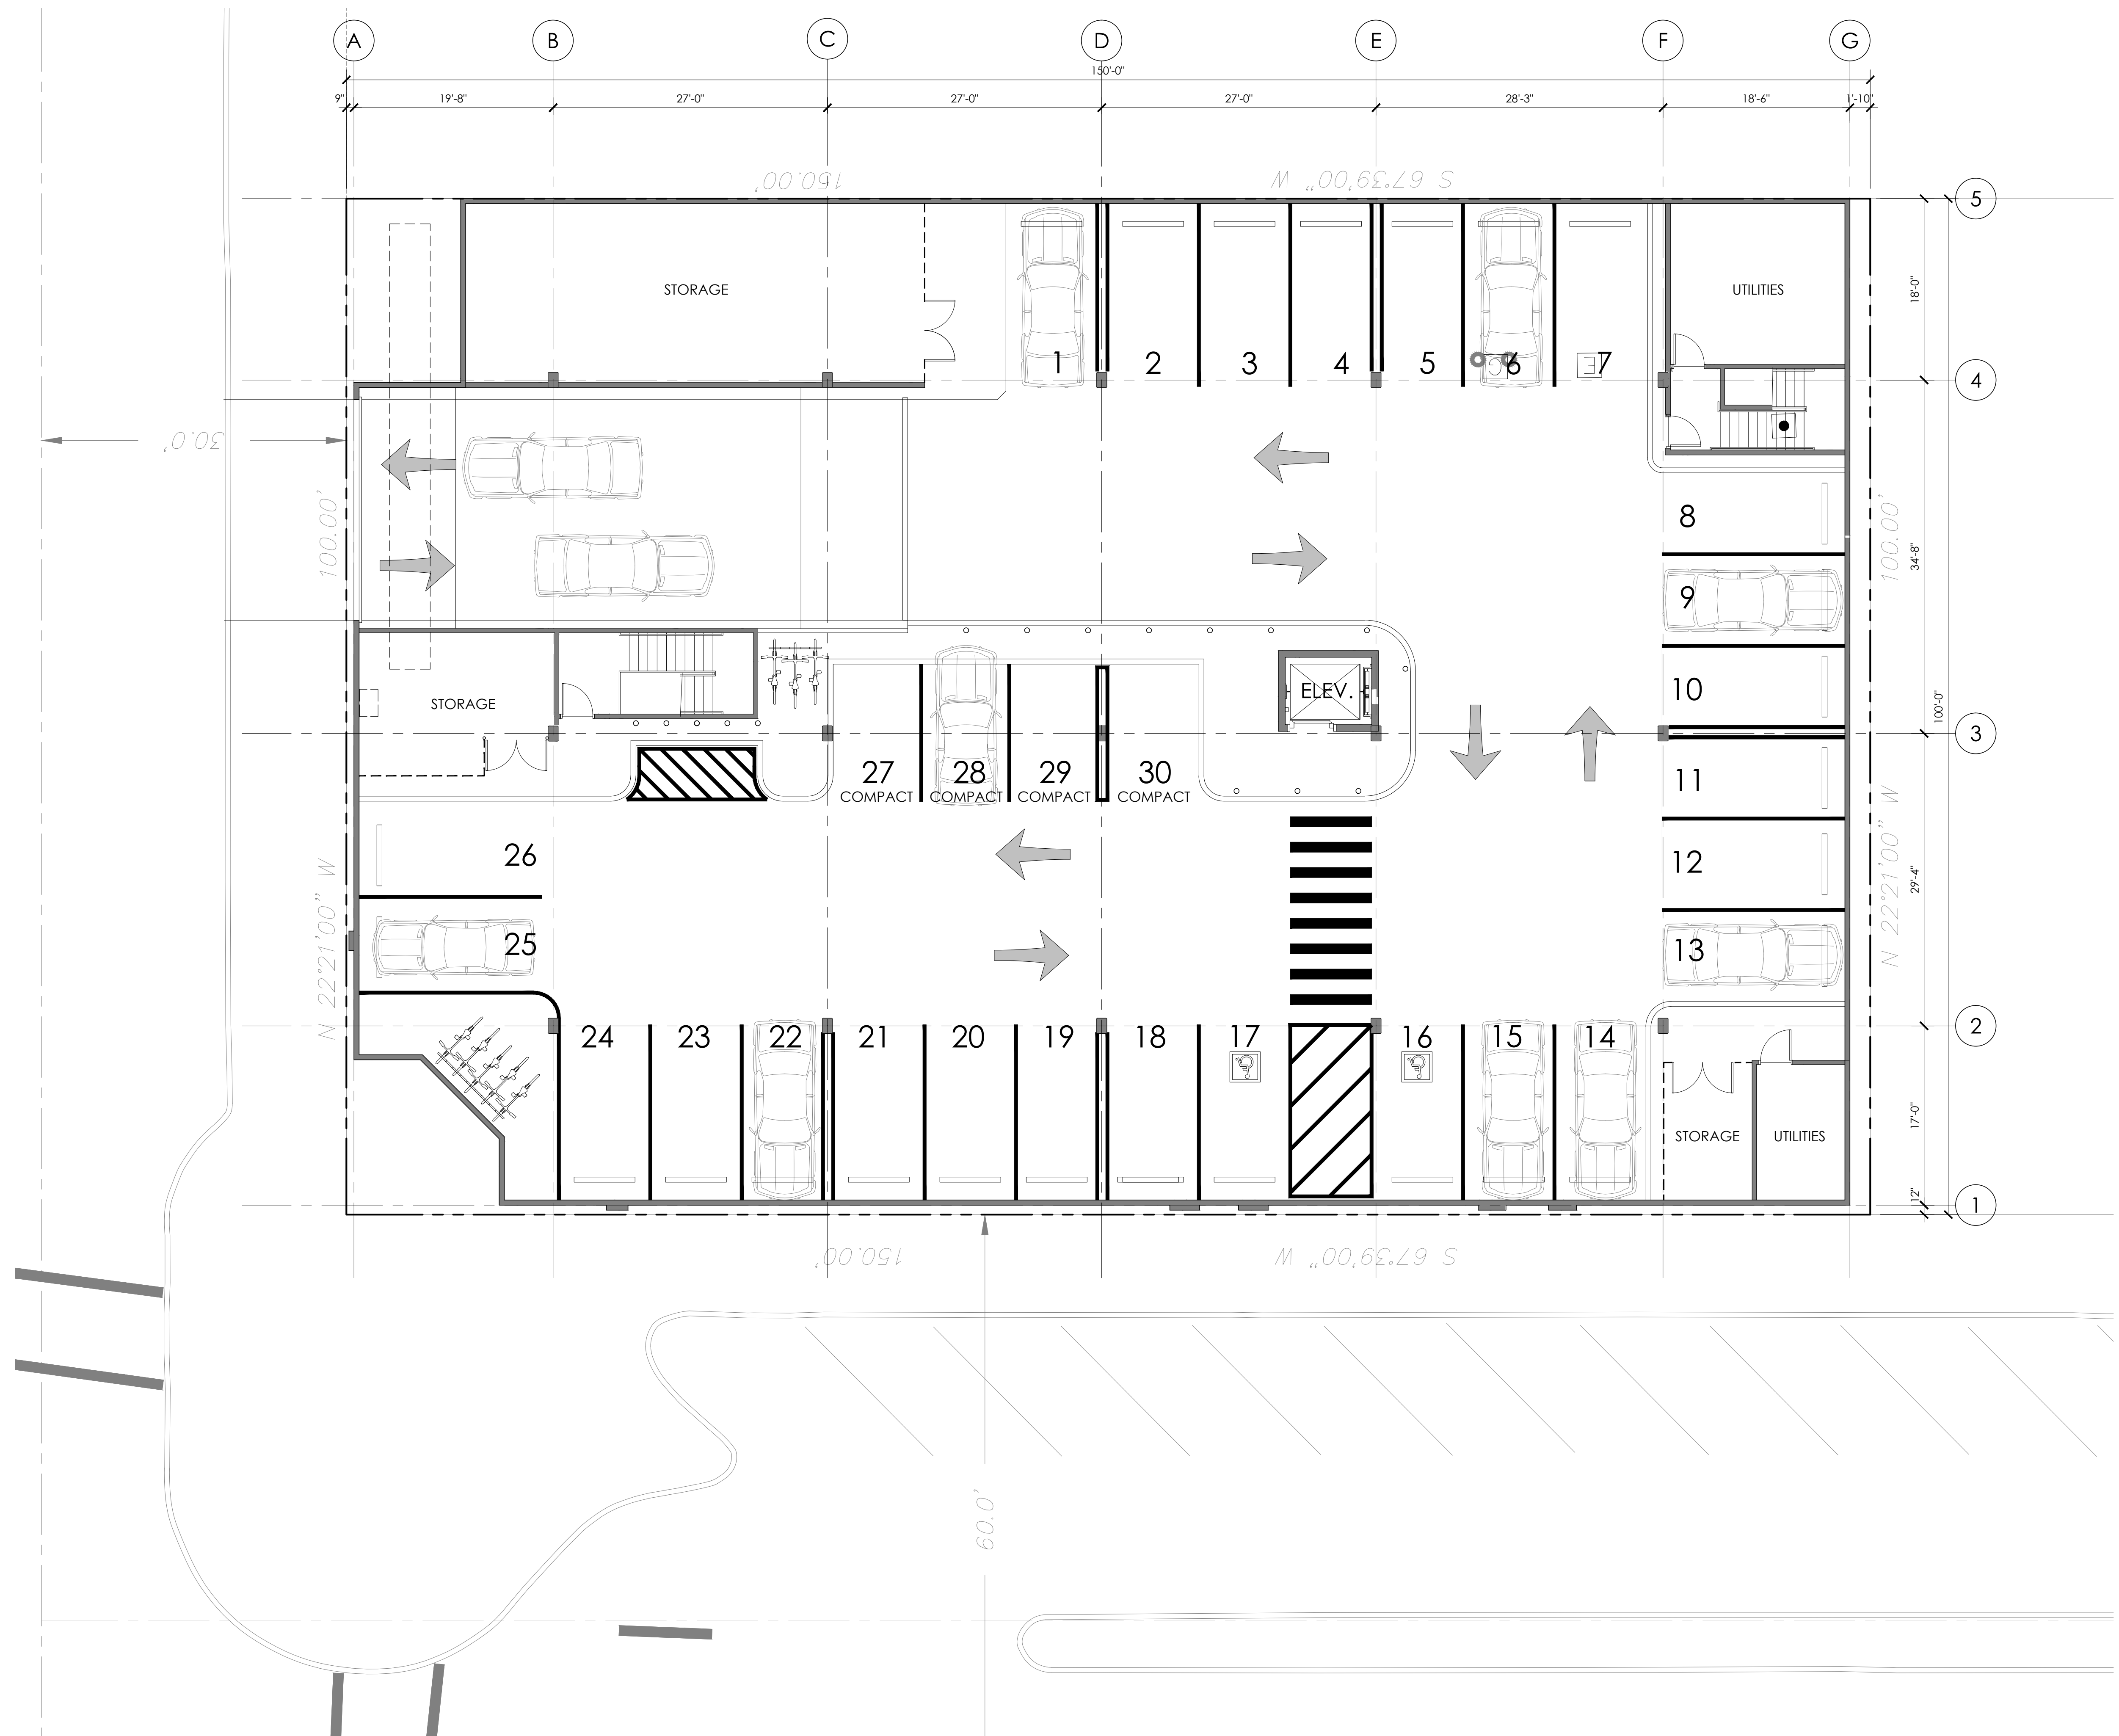 A B C D E F G
150'-0"
9" 19'-8" 27'-0" 27'-0" 27'-0" 28'-3" 18'-6" 1'-10"
150.00' S 67°39'00" W
5
STORAGE
UTILITIES
18'-0"
1 2 3 4 5 6 7
G E
4
30.0'
100.00'
8
100.00'
34'-8"
9
STORAGE
ELEV.
10
100'-0"
3
27 28 29 30
COMPACT COMPACT COMPACT COMPACT
11
26
12
N 22°21'00" W
29'-4"
25
13
N 22°21'00" W
24 23 22 21 20 19 18 17 16 15 14
2
STORAGE UTILITIES
17'-0"
12"
1
150.00' S 67°39'00" W
60.0'